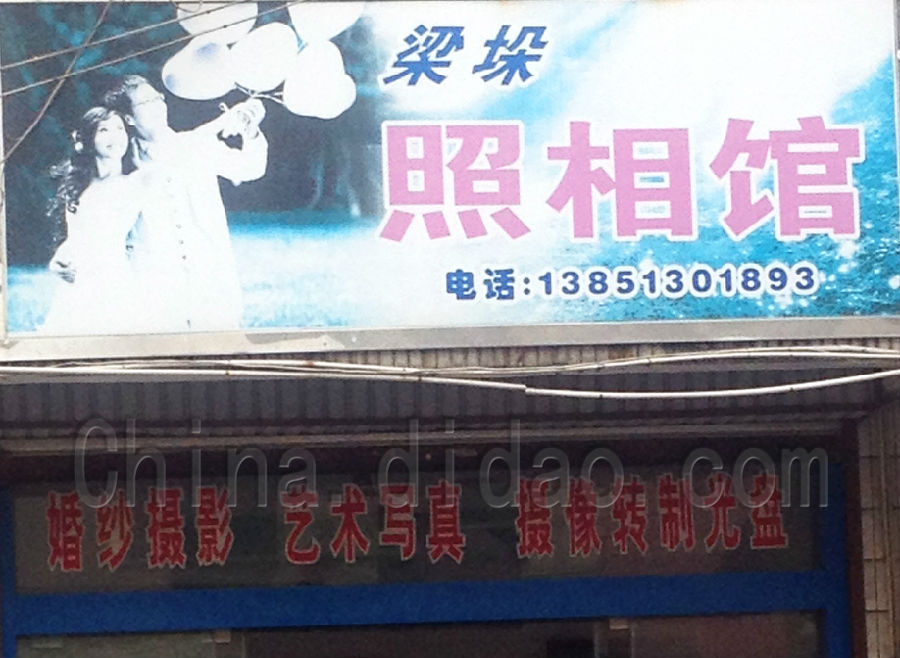 梁垛
照相馆
电话:13851301893
China.didao.com
婚纱摄影 艺术写真 摄像转制光盘